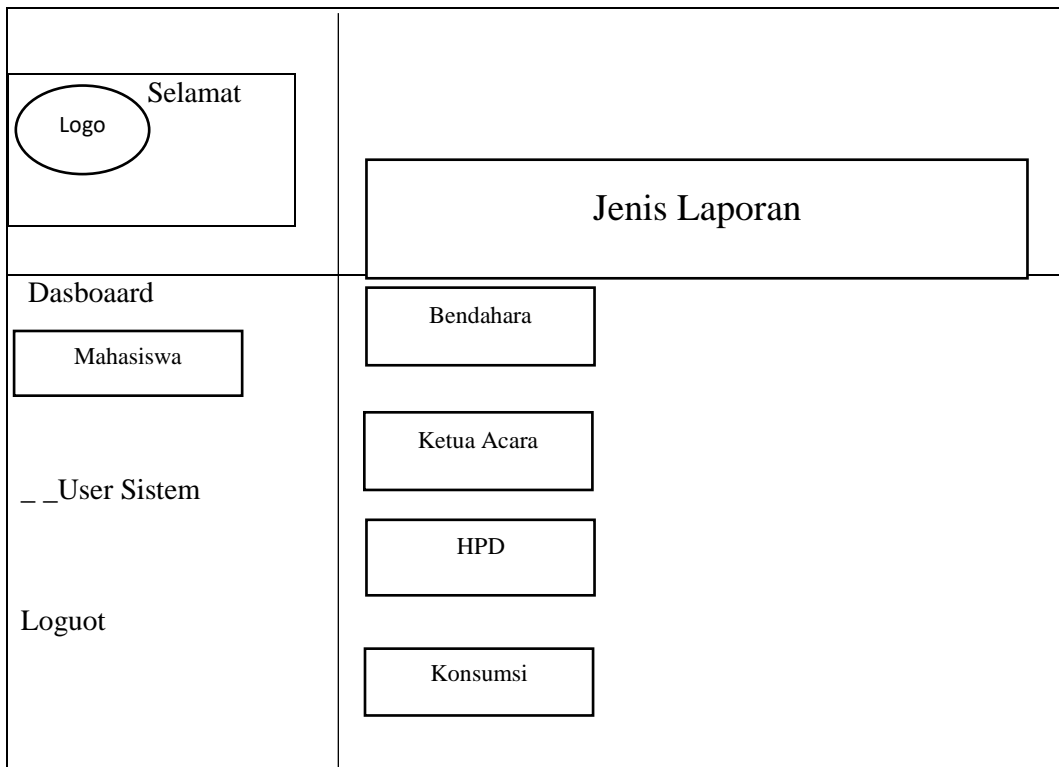 Selamat
Logo
Jenis Laporan
Dasboaard
Mahasiswa
_ _User Sistem
Loguot
Bendahara
Ketua Acara
HPD
Konsumsi